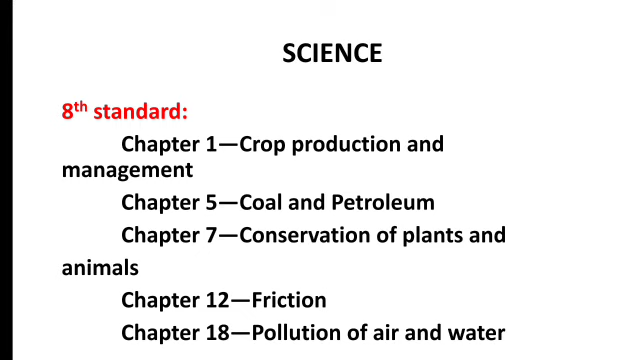 SCIENCE
8th standard:
Chapter 1—Crop production and
management
Chapter 5—Coal and Petroleum
Chapter 7—Conservation of plants and
animals
Chapter 12—Friction
Chapter 18—Pollution of air and water